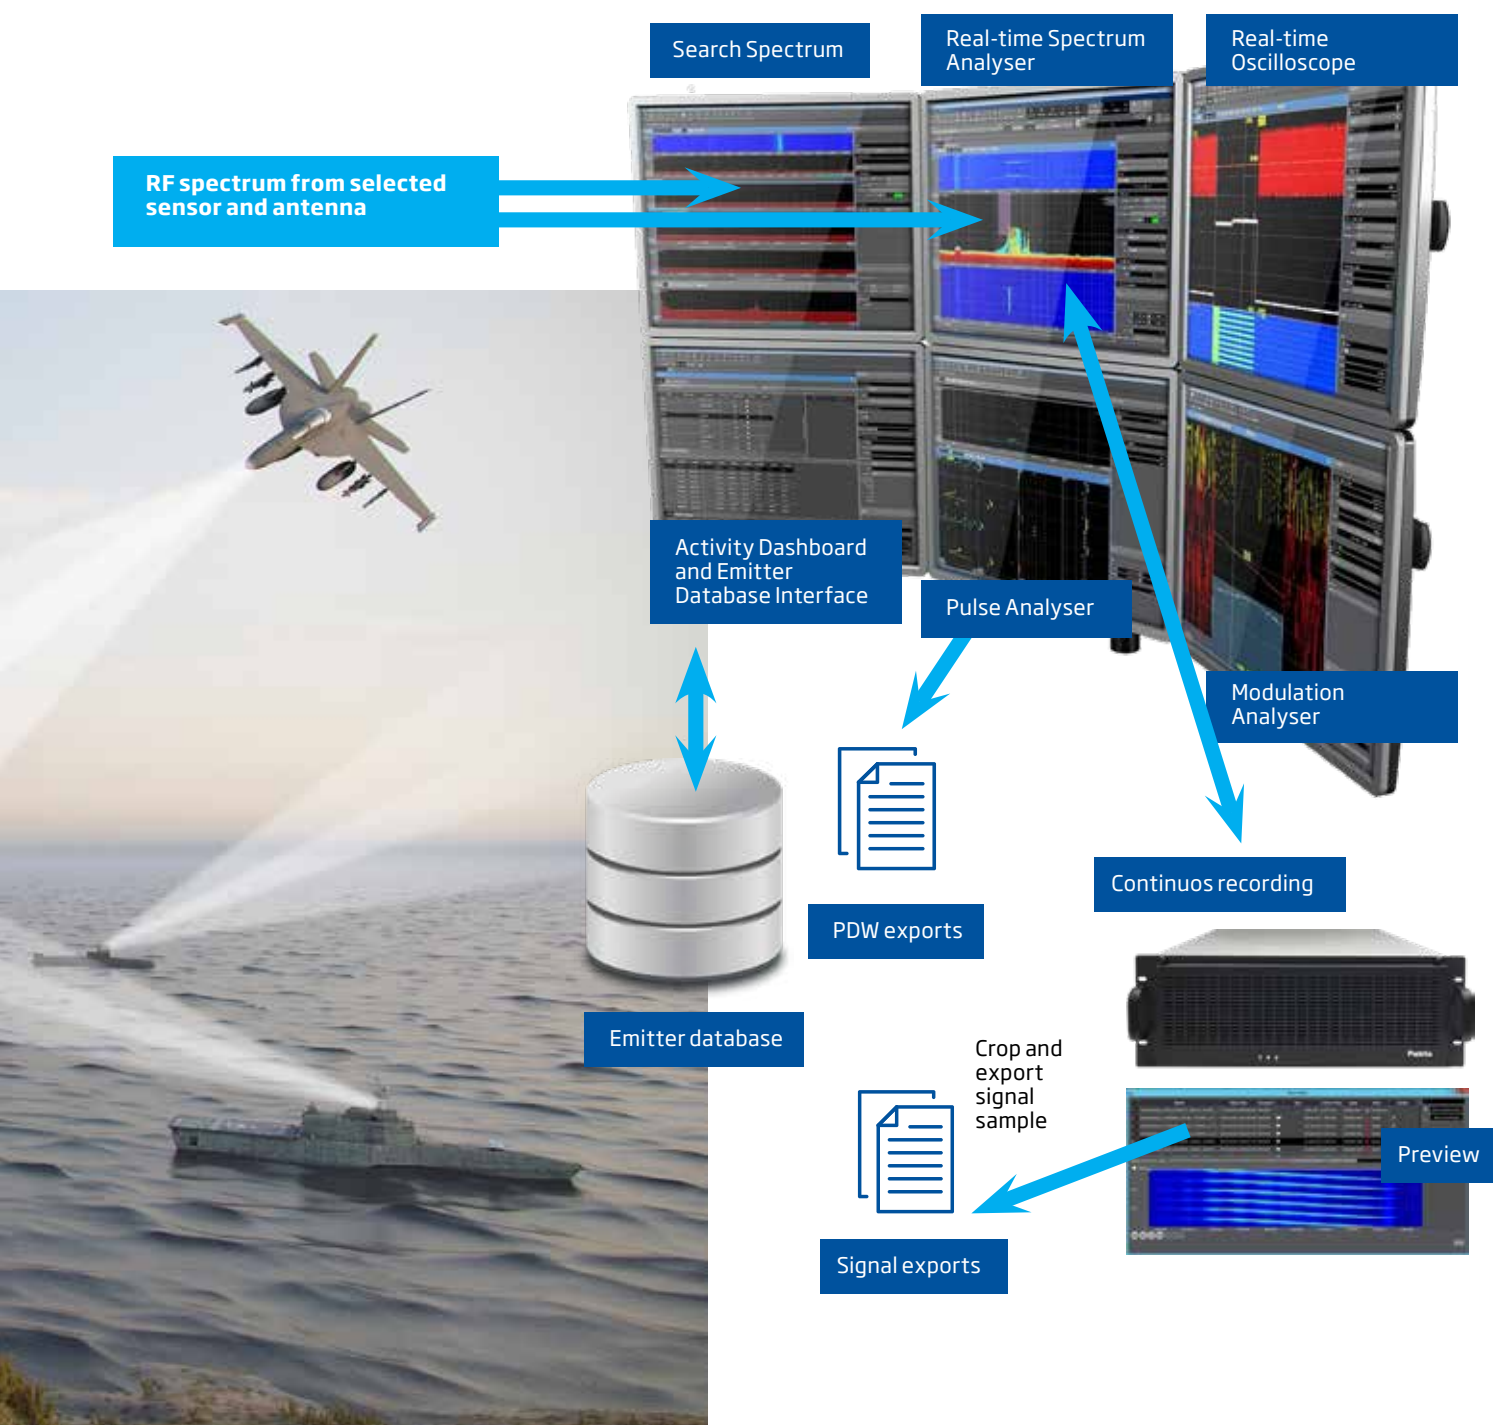 Search Spectrum
Real-time Spectrum
Analyser
Real-time
Oscilloscope
RF spectrum from selected
sensor and antenna
Activity Dashboard
and Emitter
Database Interface
Pulse Analyser
Modulation
Analyser
Continuos recording
PDW exports
Emitter database
Crop and
export
signal
sample
Patria
Preview
Signal exports